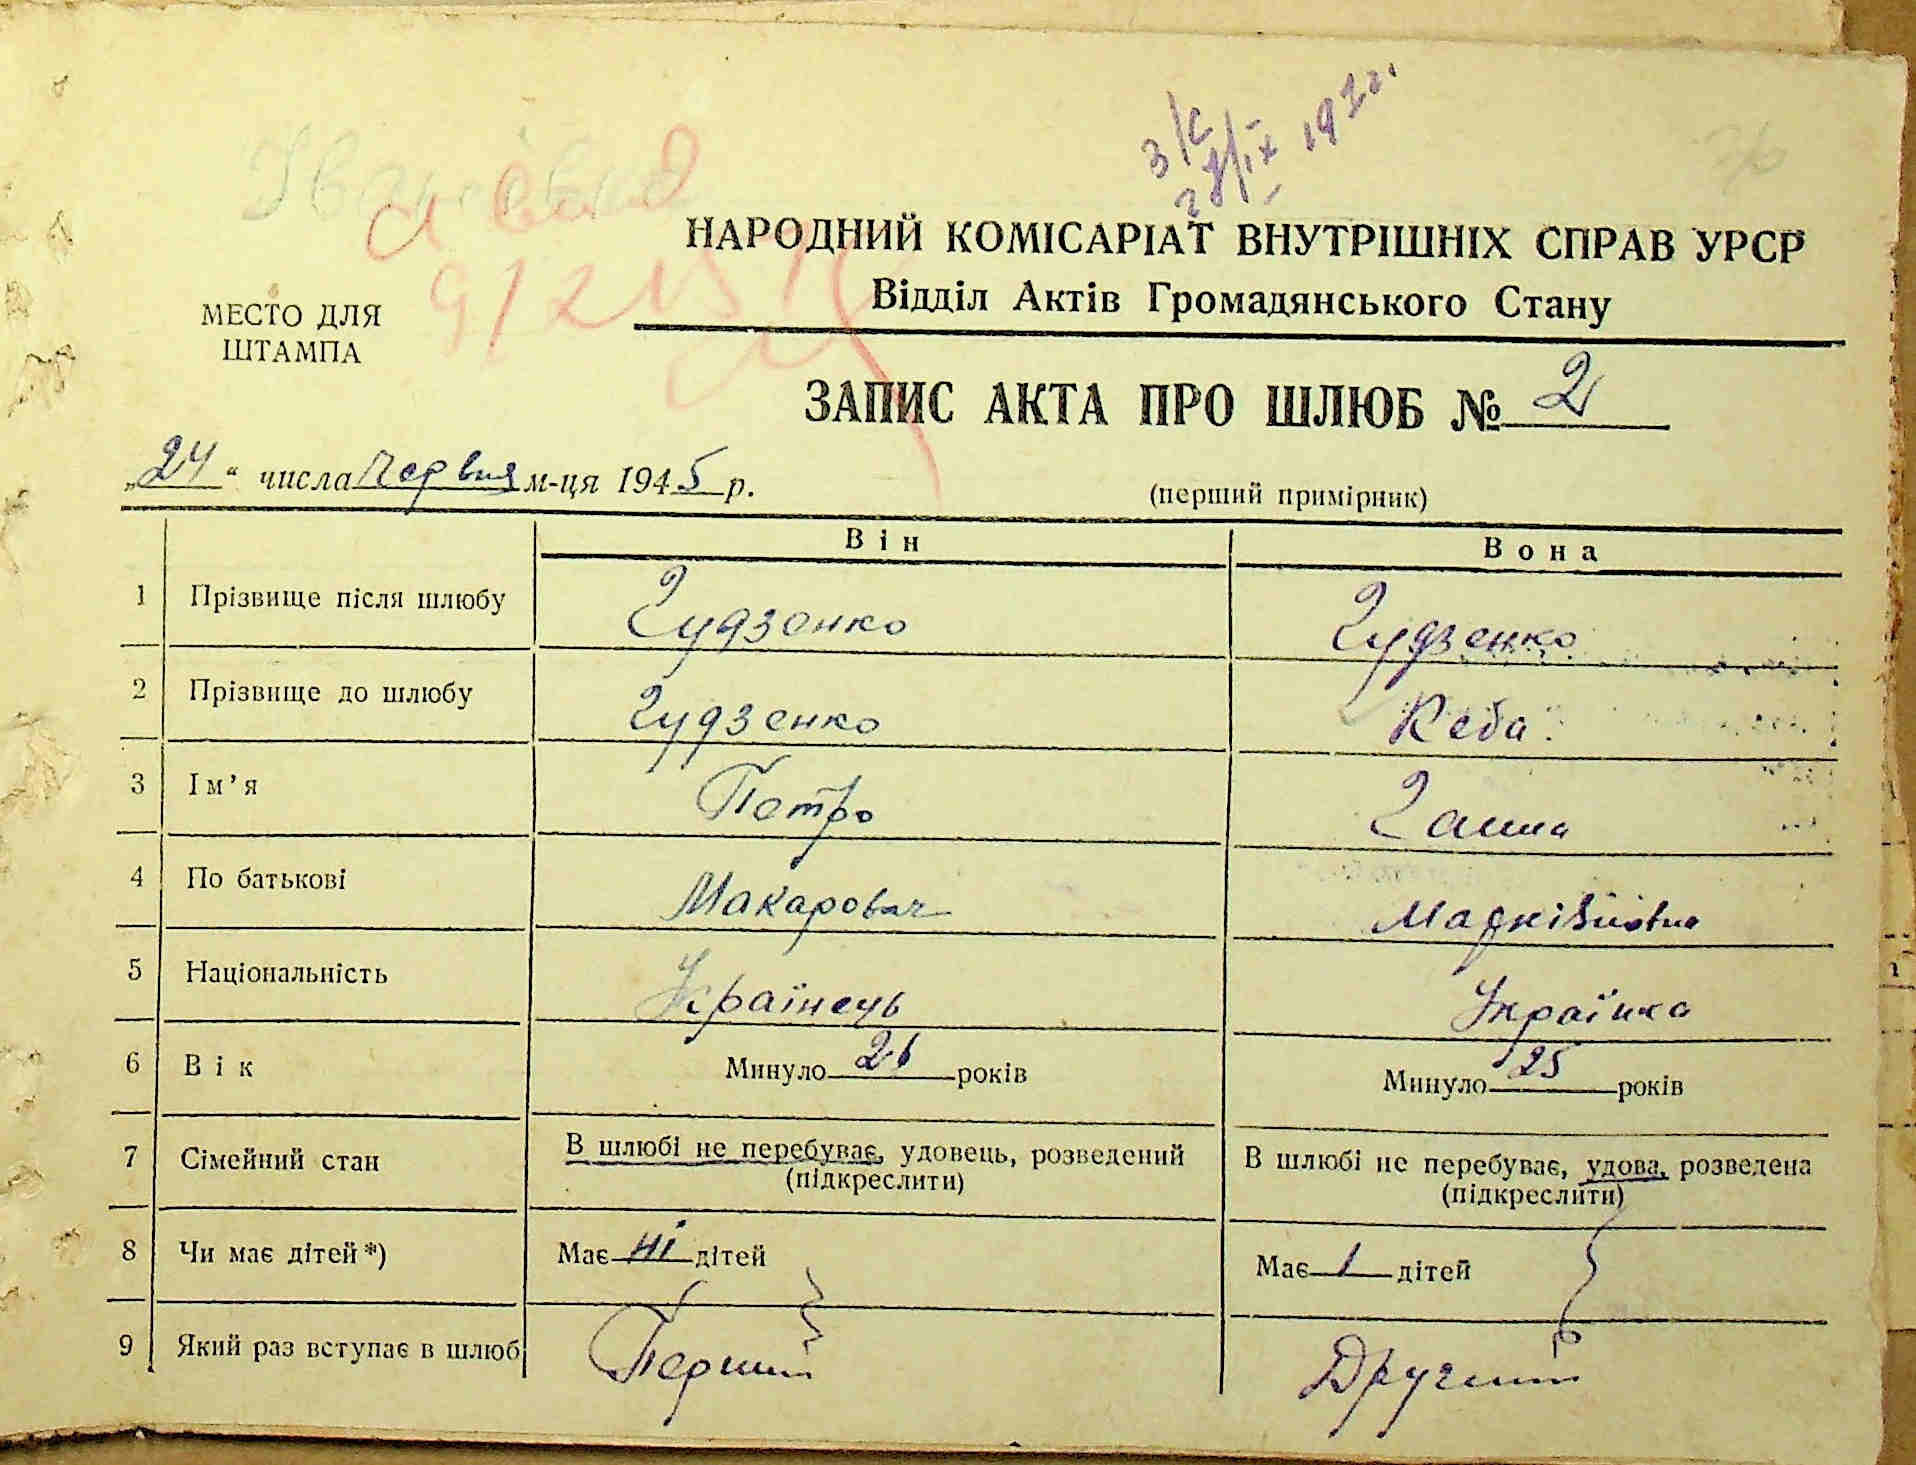 З/С
28/IX 197 г.
НАРОДНИЙ КОМІСАРІАТ ВНУТРІШНІХ СПРАВ УРСР
Відділ Актів Громадянського Стану
МЕСТО ДЛЯ
ШТАМПА
ЗАПИС АКТА ПРО ШЛЮБ № 2
„24“ числа Червня м-ця 1945 р.
(перший примірник)
Він Вона
1 Прізвище після шлюбу Гудзенко Гудзенко
2 Прізвище до шлюбу Гудзенко Кеба
3 Ім’я Петро Ганна
4 По батькові Макарович
5 Національність Українець Українка
6 Вік Минуло 26 років Минуло 25 років
7 Сімейний стан В шлюбі не перебуває, удовець, розведений В шлюбі не перебуває, удова, розведена
(підкреслити) (підкреслити)
8 Чи має дітей*) Має ні дітей Має 1 дітей
9 Який раз вступає в шлюб Перший Другий